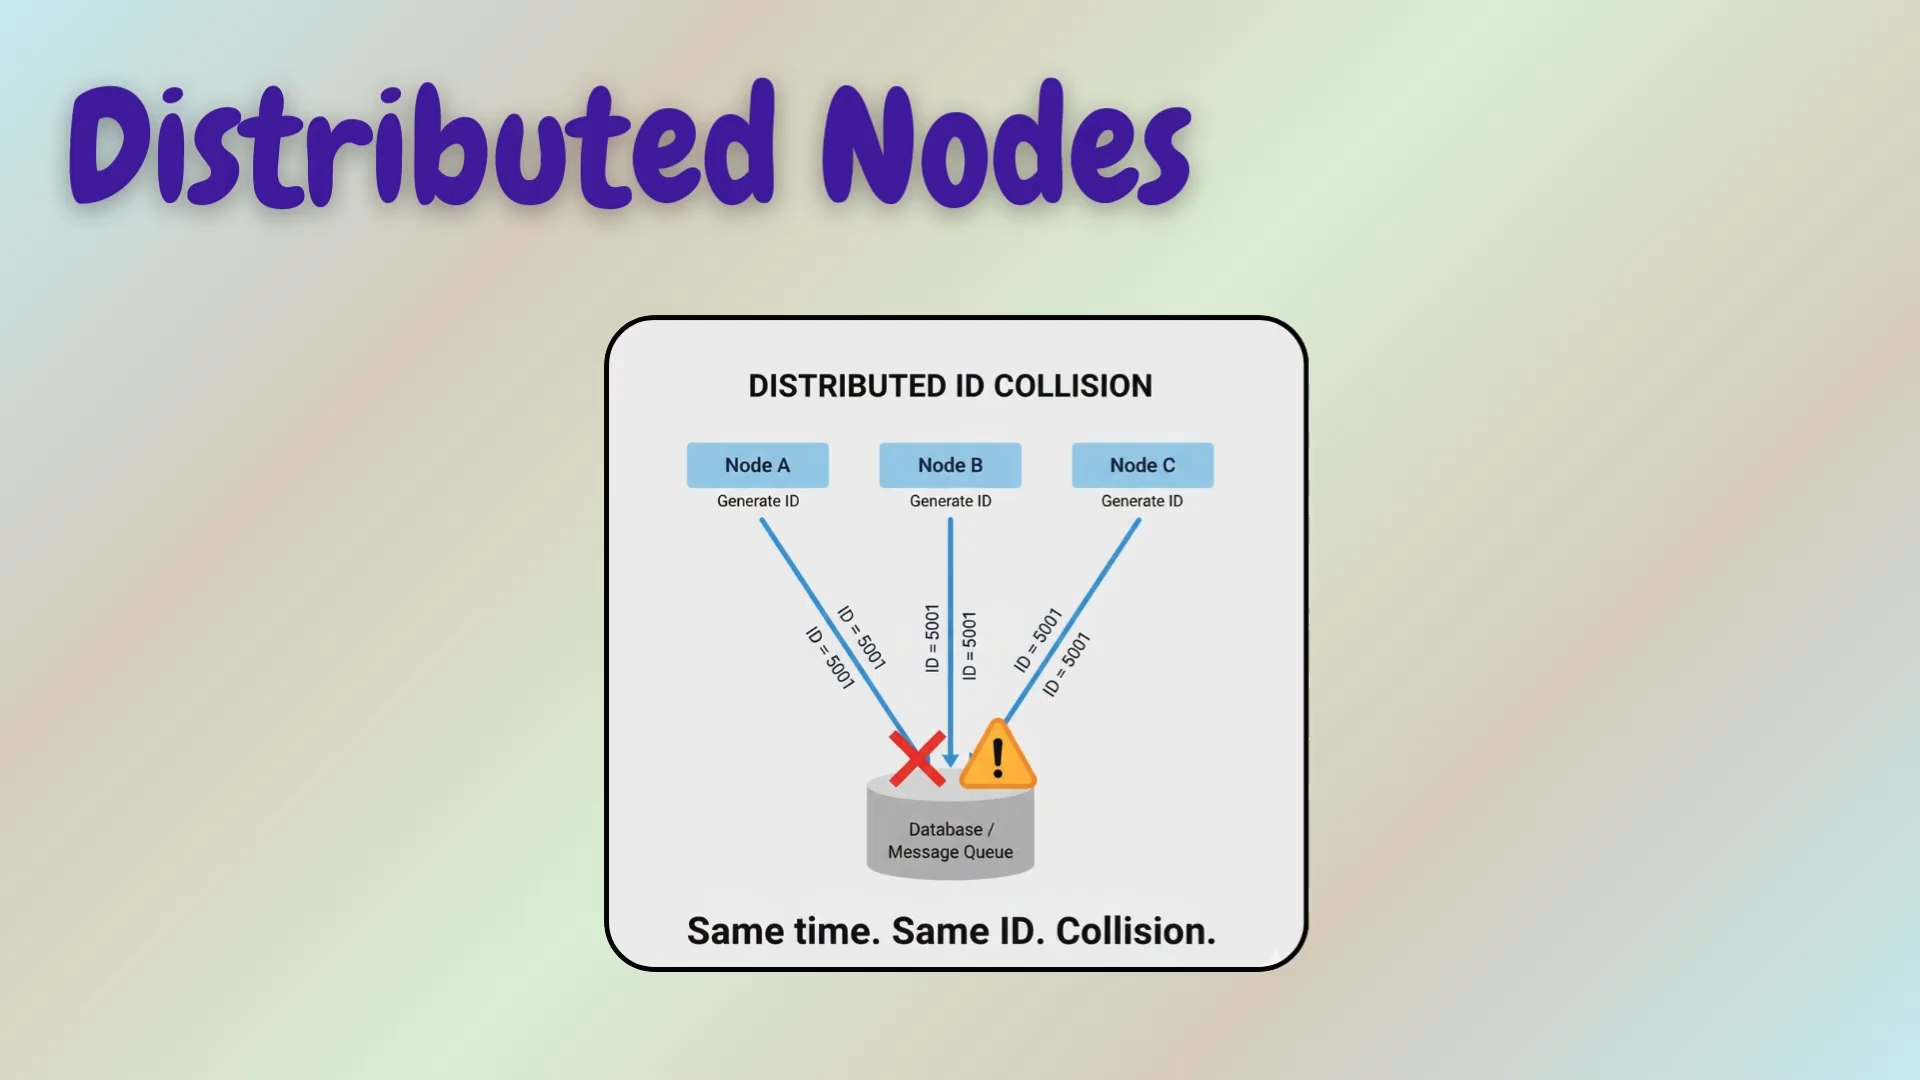 Distributed Nodes
DISTRIBUTED ID COLLISION
Node A
Generate ID
Node B
Generate ID
Node C
Generate ID
ID = 5001
ID = 5001
ID = 5001
ID = 5001
ID = 5001
ID = 5001
!
Database /
Message Queue
Same time. Same ID. Collision.